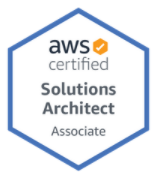 aws
certified
Solutions
Architect
Associate